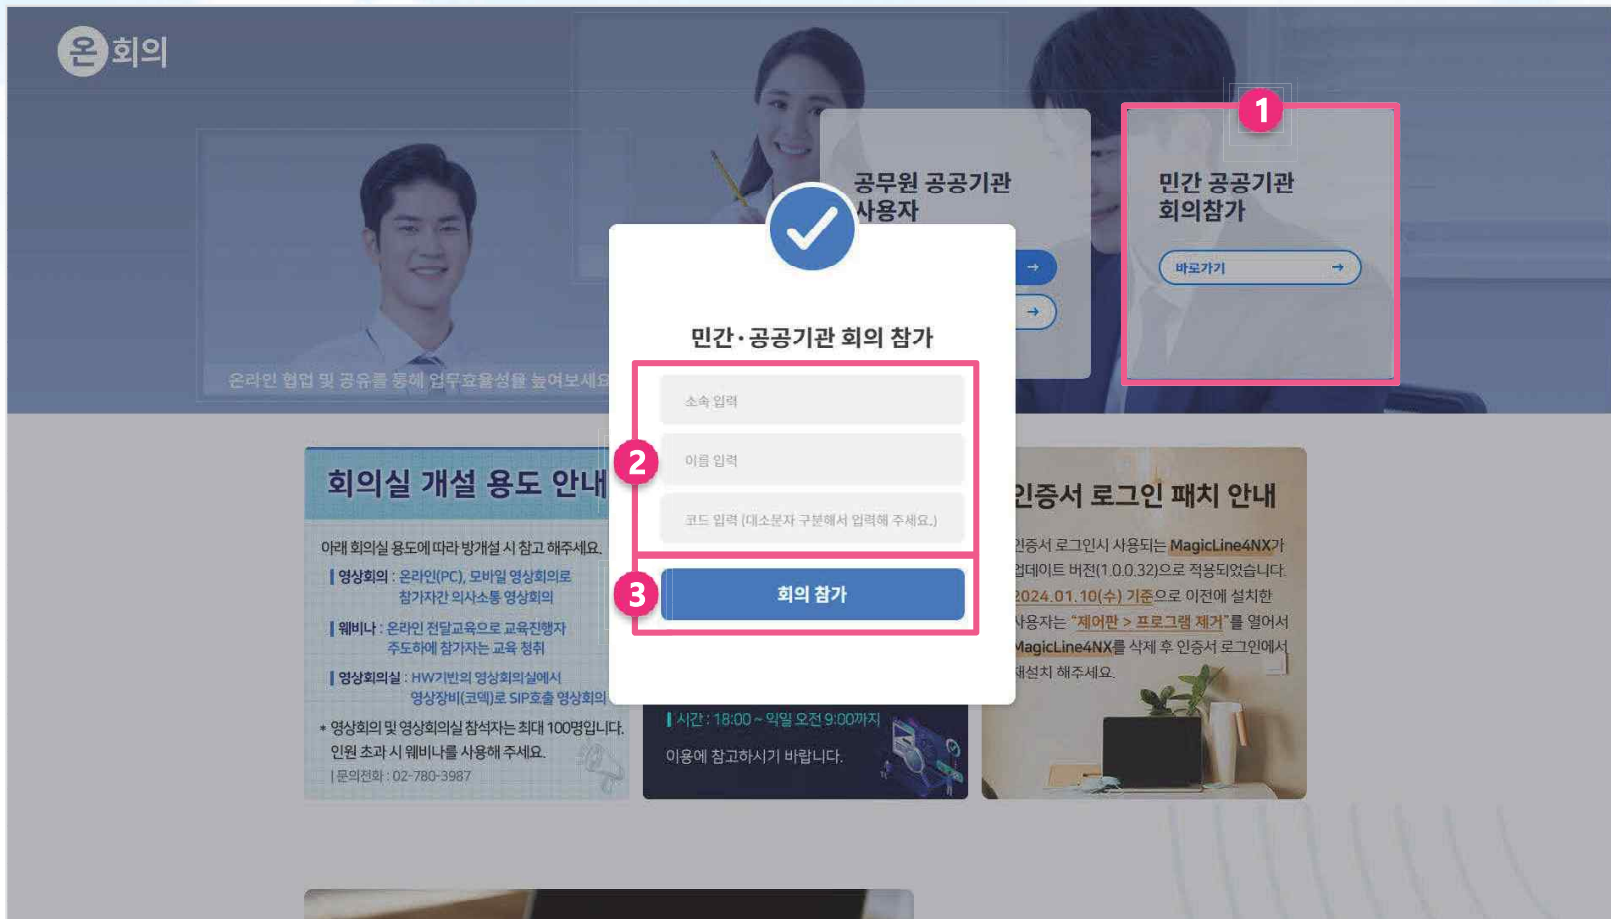 온 회의
온라인 협업 및 공유를 통해 업무효율성을 높여보세요
공무원 공공기관
사용자
1
민간 공공기관
회의참가
바로가기 →
→
→
민간·공공기관 회의 참가
2
소속 입력
이름 입력
코드 입력 (대소문자 구분해서 입력해 주세요.)
3
회의 참가
회의실 개설 용도 안내
아래 회의실 용도에 따라 방개설 시 참고 해주세요.
영상회의 : 온라인(PC), 모바일 영상회의로
참가자간 의사소통 영상회의
웨비나 : 온라인 전달교육으로 교육진행자
주도하에 참가자는 교육 청취
영상회의실 : HW기반의 영상회의실에서
영상장비(코덱)로 SIP호출 영상회의
* 영상회의 및 영상회의실 참석자는 최대 100명입니다.
인원 초과 시 웨비나를 사용해 주세요.
| 문의전화 : 02-780-3987
시간 : 18:00 ~ 익일 오전 9:00까지
이용에 참고하시기 바랍니다.
인증서 로그인 패치 안내
인증서 로그인시 사용되는 MagicLine4NX가
업데이트 버전(1.0.0.32)으로 적용되었습니다.
2024.01.10(수) 기준으로 이전에 설치한
사용자는 "제어판 > 프로그램 제거"를 열어서
MagicLine4NX를 삭제 후 인증서 로그인에서
재설치 해주세요.